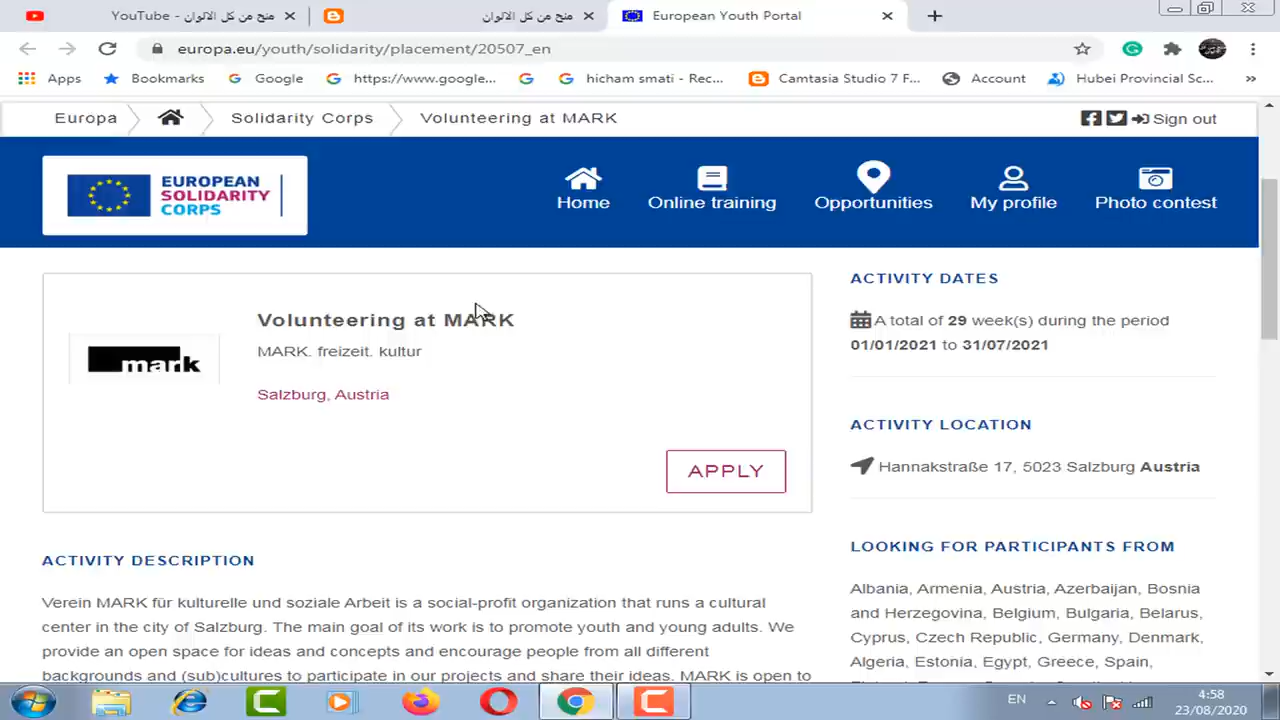 منح من كل الالوان - YouTube
منح من كل الالوان
European Youth Portal
europa.eu/youth/solidarity/placement/20507_en
Apps Bookmarks Google https://www.google... hicham smati - Rec... Camtasia Studio 7 F... Account Hubei Provincial Sc... »
Europa Solidarity Corps Volunteering at MARK Sign out
EUROPEAN
SOLIDARITY
CORPS
Home Online training Opportunities My profile Photo contest
Volunteering at MARK
MARK. freizeit. kultur
mark
Salzburg, Austria
APPLY
ACTIVITY DATES
A total of 29 week(s) during the period
01/01/2021 to 31/07/2021
ACTIVITY LOCATION
Hannakstraße 17, 5023 Salzburg Austria
LOOKING FOR PARTICIPANTS FROM
Albania, Armenia, Austria, Azerbaijan, Bosnia
and Herzegovina, Belgium, Bulgaria, Belarus,
Cyprus, Czech Republic, Germany, Denmark,
Algeria, Estonia, Egypt, Greece, Spain,
ACTIVITY DESCRIPTION
Verein MARK für kulturelle und soziale Arbeit is a social-profit organization that runs a cultural
center in the city of Salzburg. The main goal of its work is to promote youth and young adults. We
provide an open space for ideas and concepts and encourage people from all different
backgrounds and (sub)cultures to participate in our projects and share their ideas. MARK is open to
EN
4:58
23/08/2020